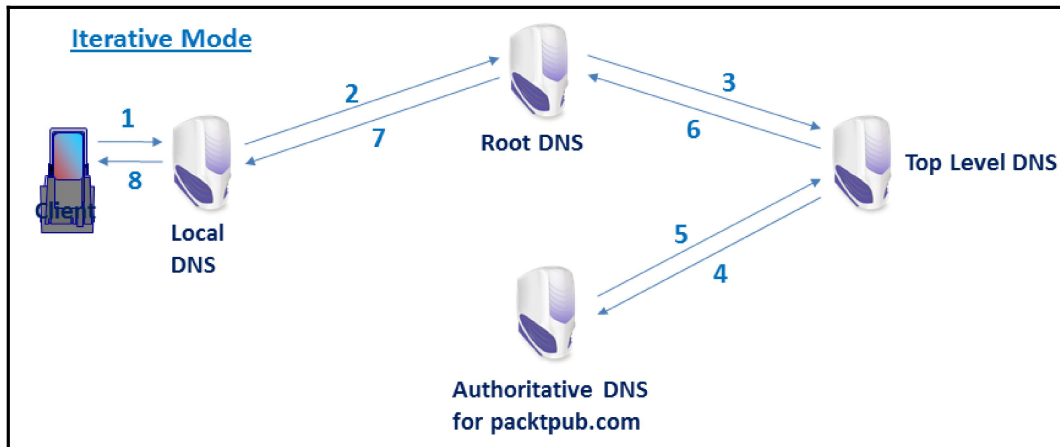 Iterative Mode
1
8
Client
Local
DNS
2
7
Root DNS
3
6
Top Level DNS
5
4
Authoritative DNS
for packtpub.com